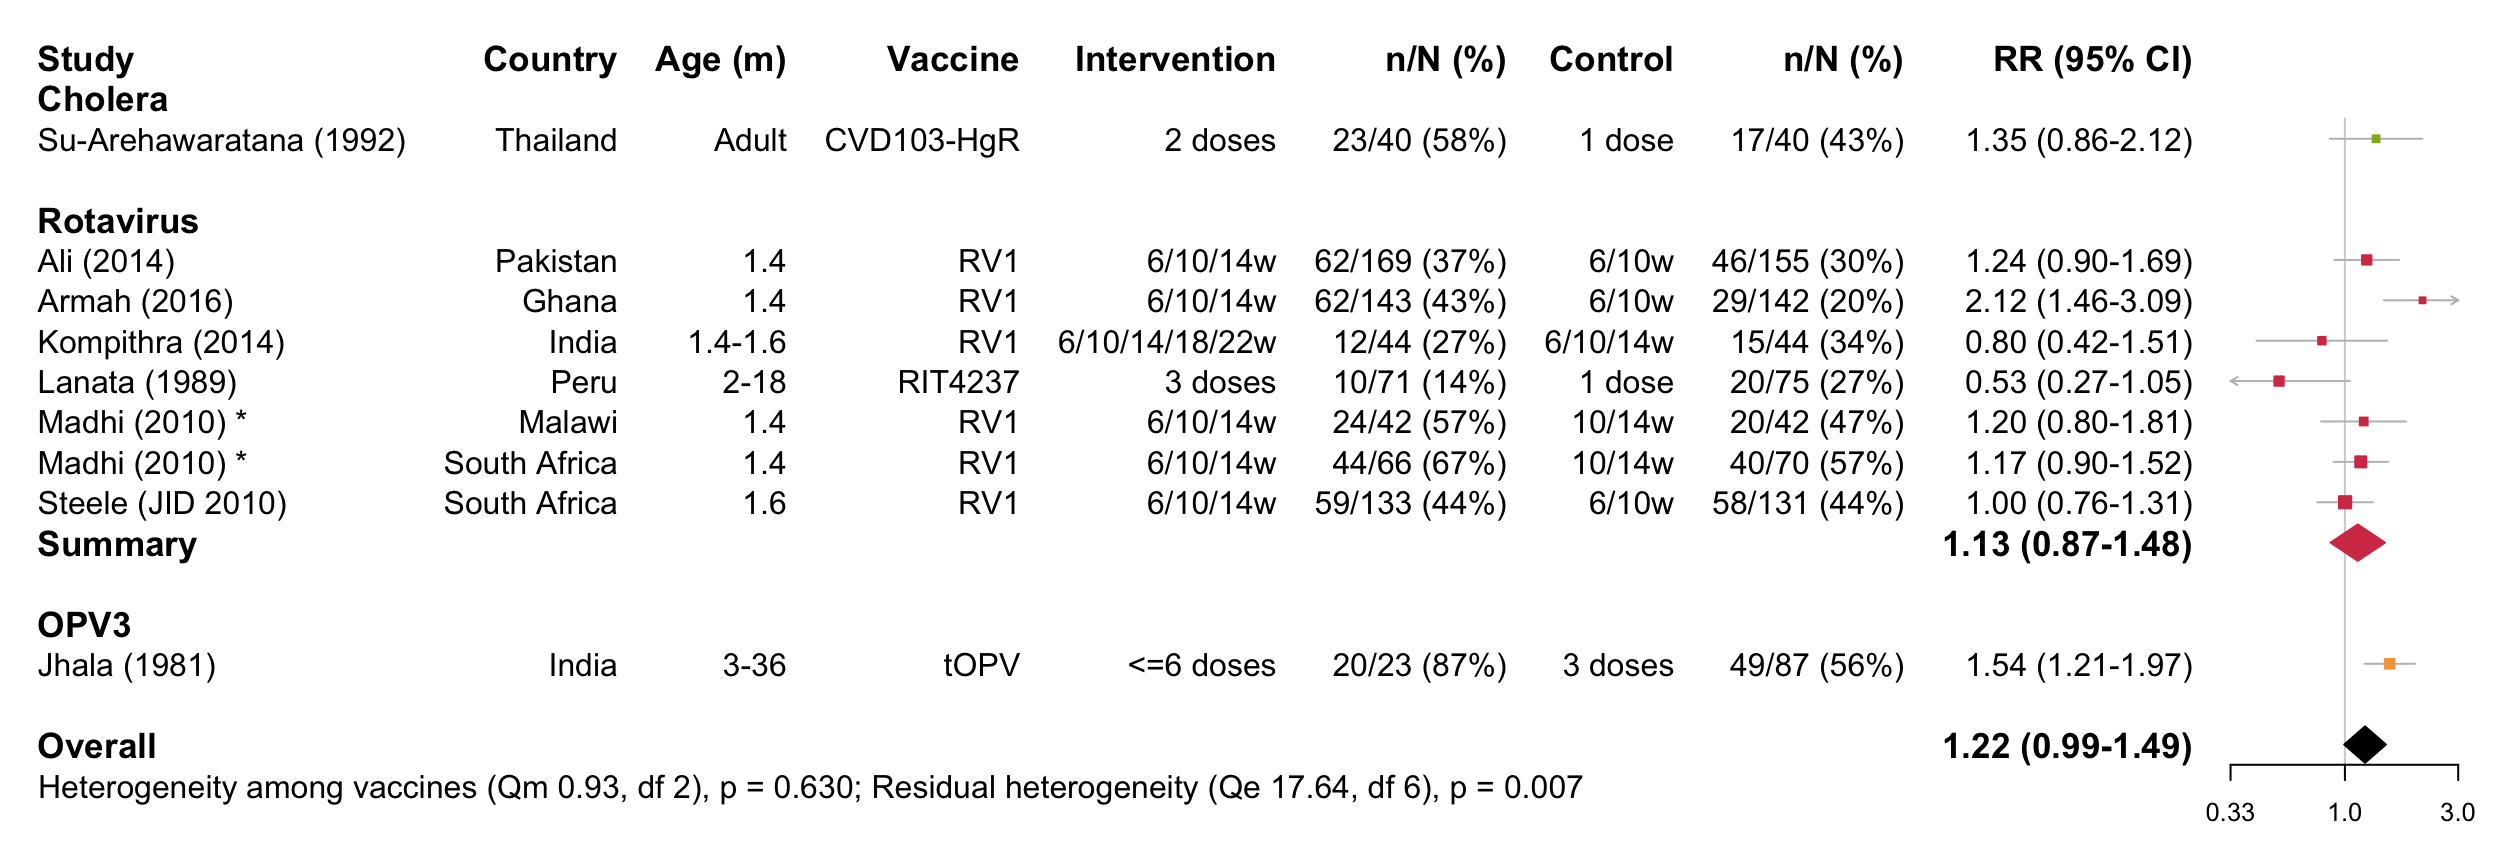 Study Country Age (m) Vaccine Intervention n/N (%) Control n/N (%) RR (95% CI)
Cholera
Su-Arehawaratana (1992) Thailand Adult CVD103-HgR 2 doses 23/40 (58%) 1 dose 17/40 (43%) 1.35 (0.86-2.12)
Rotavirus
Ali (2014) Pakistan 1.4 RV1 6/10/14w 62/169 (37%) 6/10w 46/155 (30%) 1.24 (0.90-1.69)
Armah (2016) Ghana 1.4 RV1 6/10/14w 62/143 (43%) 6/10w 29/142 (20%) 2.12 (1.46-3.09)
Kompithra (2014) India 1.4-1.6 RV1 6/10/14/18/22w 12/44 (27%) 6/10/14w 15/44 (34%) 0.80 (0.42-1.51)
Lanata (1989) Peru 2-18 RIT4237 3 doses 10/71 (14%) 1 dose 20/75 (27%) 0.53 (0.27-1.05)
Madhi (2010) * Malawi 1.4 RV1 6/10/14w 24/42 (57%) 10/14w 20/42 (47%) 1.20 (0.80-1.81)
Madhi (2010) * South Africa 1.4 RV1 6/10/14w 44/66 (67%) 10/14w 40/70 (57%) 1.17 (0.90-1.52)
Steele (JID 2010) South Africa 1.6 RV1 6/10/14w 59/133 (44%) 6/10w 58/131 (44%) 1.00 (0.76-1.31)
Summary 1.13 (0.87-1.48)
OPV3
Jhala (1981) India 3-36 tOPV <=6 doses 20/23 (87%) 3 doses 49/87 (56%) 1.54 (1.21-1.97)
Overall 1.22 (0.99-1.49)
Heterogeneity among vaccines (Qm 0.93, df 2), p = 0.630; Residual heterogeneity (Qe 17.64, df 6), p = 0.007
0.33 1.0 3.0